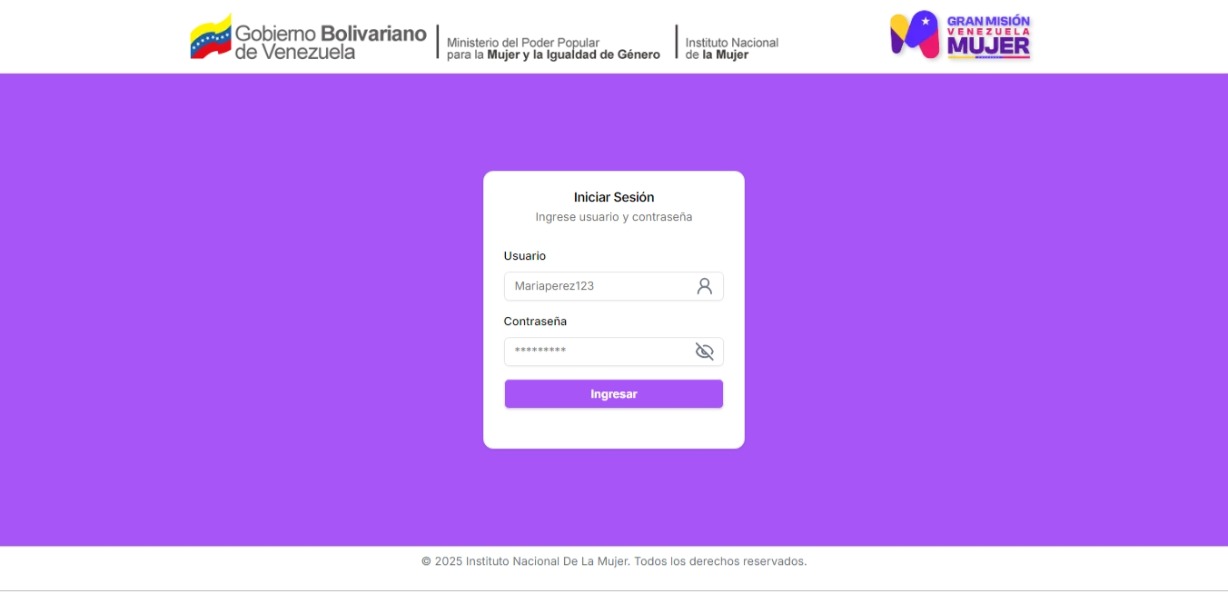 Gobierno Bolivariano
de Venezuela
Ministerio del Poder Popular
para la Mujer y la Igualdad de Género
Instituto Nacional
de la Mujer
GRAN MISIÓN
VENEZUELA
MUJER
Iniciar Sesión
Ingrese usuario y contraseña
Usuario
Mariaperez123
Contraseña
*********
Ingresar
© 2025 Instituto Nacional De La Mujer. Todos los derechos reservados.